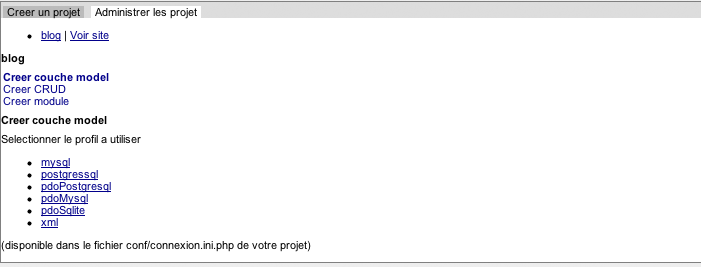 Creer un projet Administrer les projet
blog | Voir site
blog
Creer couche model
Creer CRUD
Creer module
Creer couche model
Selectionner le profil a utiliser
mysql
postgressql
pdoPostgresql
pdoMysql
pdoSqlite
xml
(disponible dans le fichier conf/connexion.ini.php de votre projet)